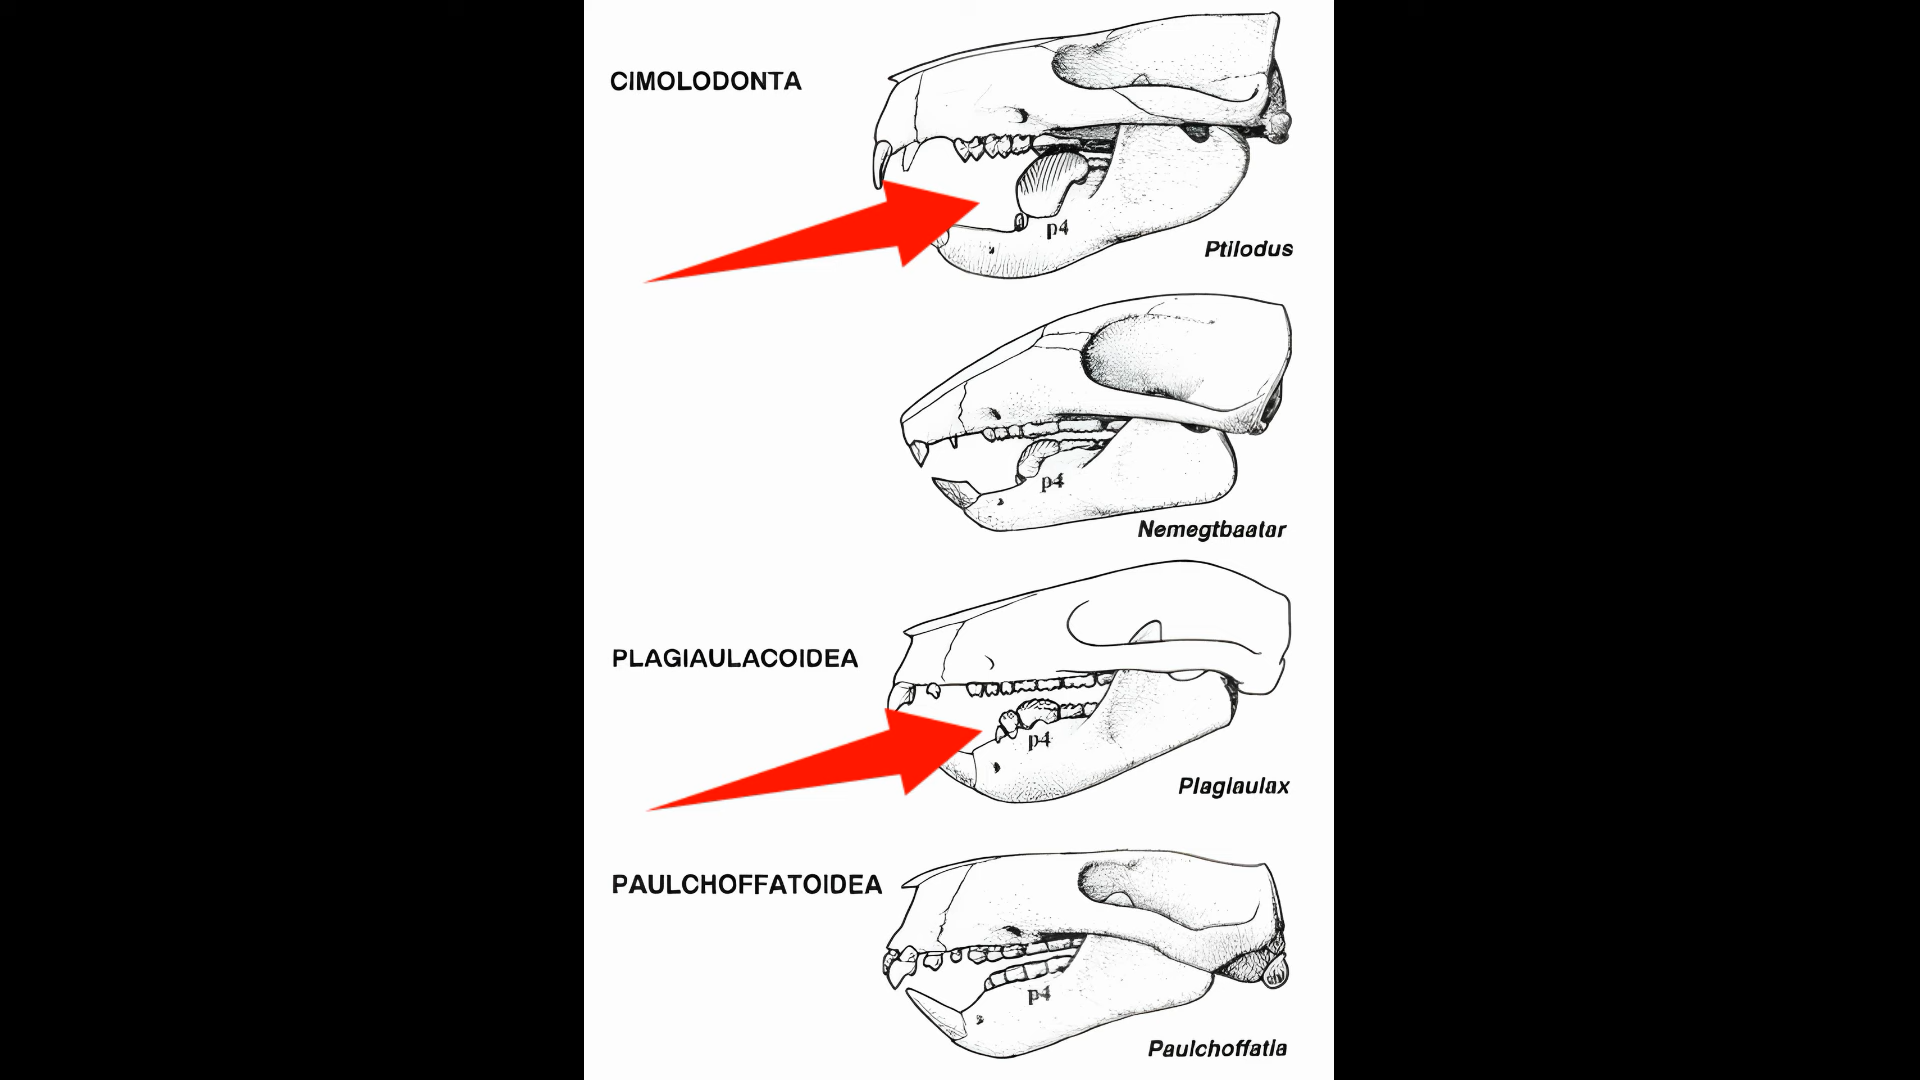 CIMOLODONTA
p4
Ptilodus
p4
Nemegtbaatar
PLAGIAULACOIDEA
p4
Plagiaulax
PAULCHOFFATOIDEA
p4
Paulchoffatia